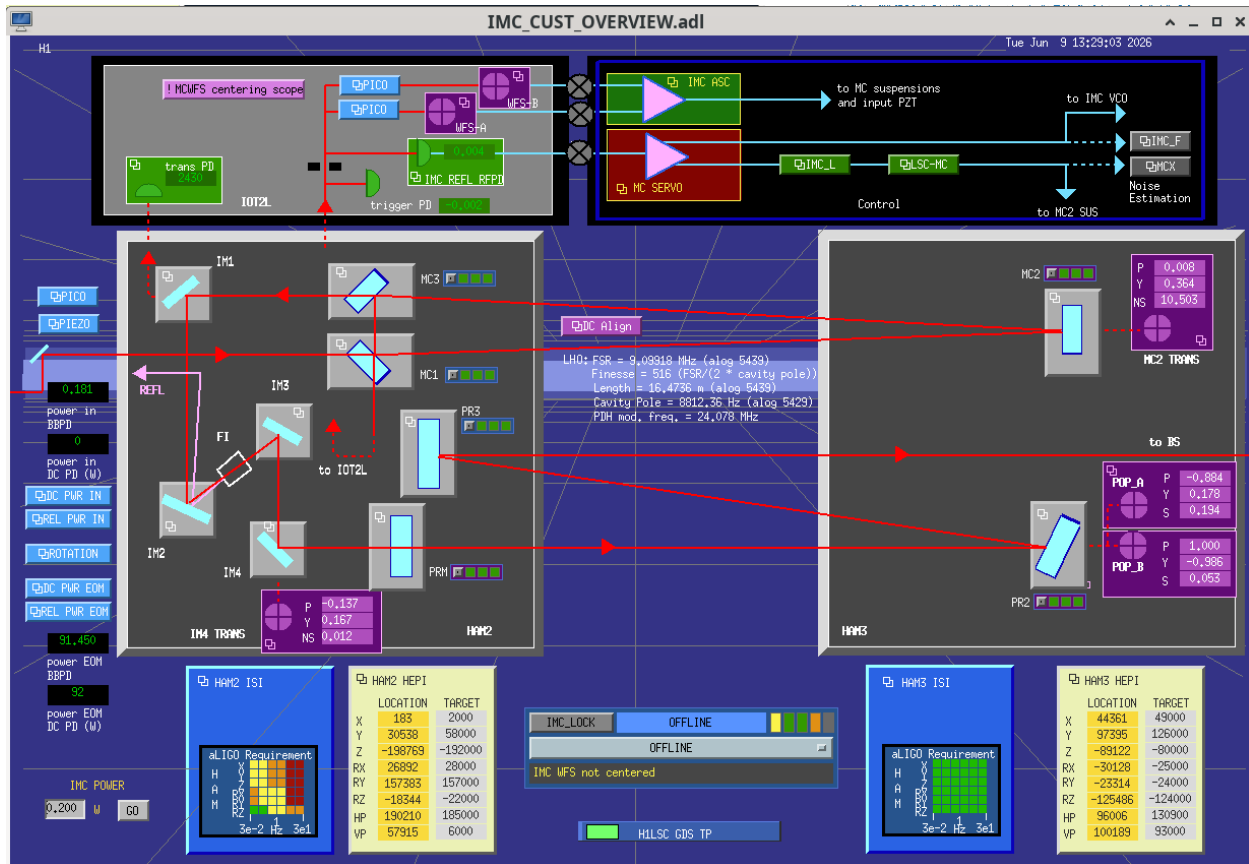 IMC_CUST_OVERVIEW.adl
H1
Tue Jun 9 13:29:03 2026
! MCWFS centering scope
PICO
PICO
WFS-B
WFS-A
trans PD
2430
0.004
IMC REFL RFPD
trigger PD -0.002
IOT2L
IMC ASC
to MC suspensions
and input PZT
to IMC VCO
IMC_F
MCX
Noise
Estimation
IMC_L
LSC-MC
MC SERVO
Control
to MC2 SUS
IM1
MC3
MC1
IM3
REFL
FI
PR3
to IOT2L
IM2
IM4
PRM
P -0.137
Y 0.167
NS 0.012
IM4 TRANS
HAM2
PICO
PIEZO
0.181
power in
BBPD
0
power in
DC PD (W)
DC PWR IN
REL PWR IN
ROTATION
DC PWR EOM
REL PWR EOM
91.450
power EOM
BBPD
92
power EOM
DC PD (W)
IMC POWER
0.200 W GO
DC Align
LHO: FSR = 9.09918 MHz (alog 5439)
Finesse = 516 (FSR/(2 * cavity pole))
Length = 16.4736 m (alog 5439)
Cavity Pole = 8812.36 Hz (alog 5429)
PDH mod. freq. = 24.078 MHz
MC2
P 0.008
Y 0.364
NS 10.503
MC2 TRANS
to BS
POP_A
P -0.884
Y 0.178
S 0.194
POP_B
P 1.000
Y -0.986
S 0.053
PR2
HAM3
HAM2 ISI
aLIGO Requirement
H A M
X
Y
Z
RX
RY
RZ
3e-2 1 3e1
Hz
HAM2 HEPI
LOCATION TARGET
X 183 2000
Y 30538 58000
Z -198769 -192000
RX 26892 28000
RY 157383 157000
RZ -18344 -22000
HP 190210 185000
VP 57915 6000
IMC_LOCK OFFLINE
OFFLINE
IMC WFS not centered
H1LSC GDS TP
HAM3 ISI
aLIGO Requirement
H A M
X
Y
Z
RX
RY
RZ
3e-2 1 3e1
Hz
HAM3 HEPI
LOCATION TARGET
X 44361 49000
Y 97395 126000
Z -89122 -80000
RX -30128 -25000
RY -23314 -24000
RZ -125486 -124000
HP 96006 130900
VP 100189 93000